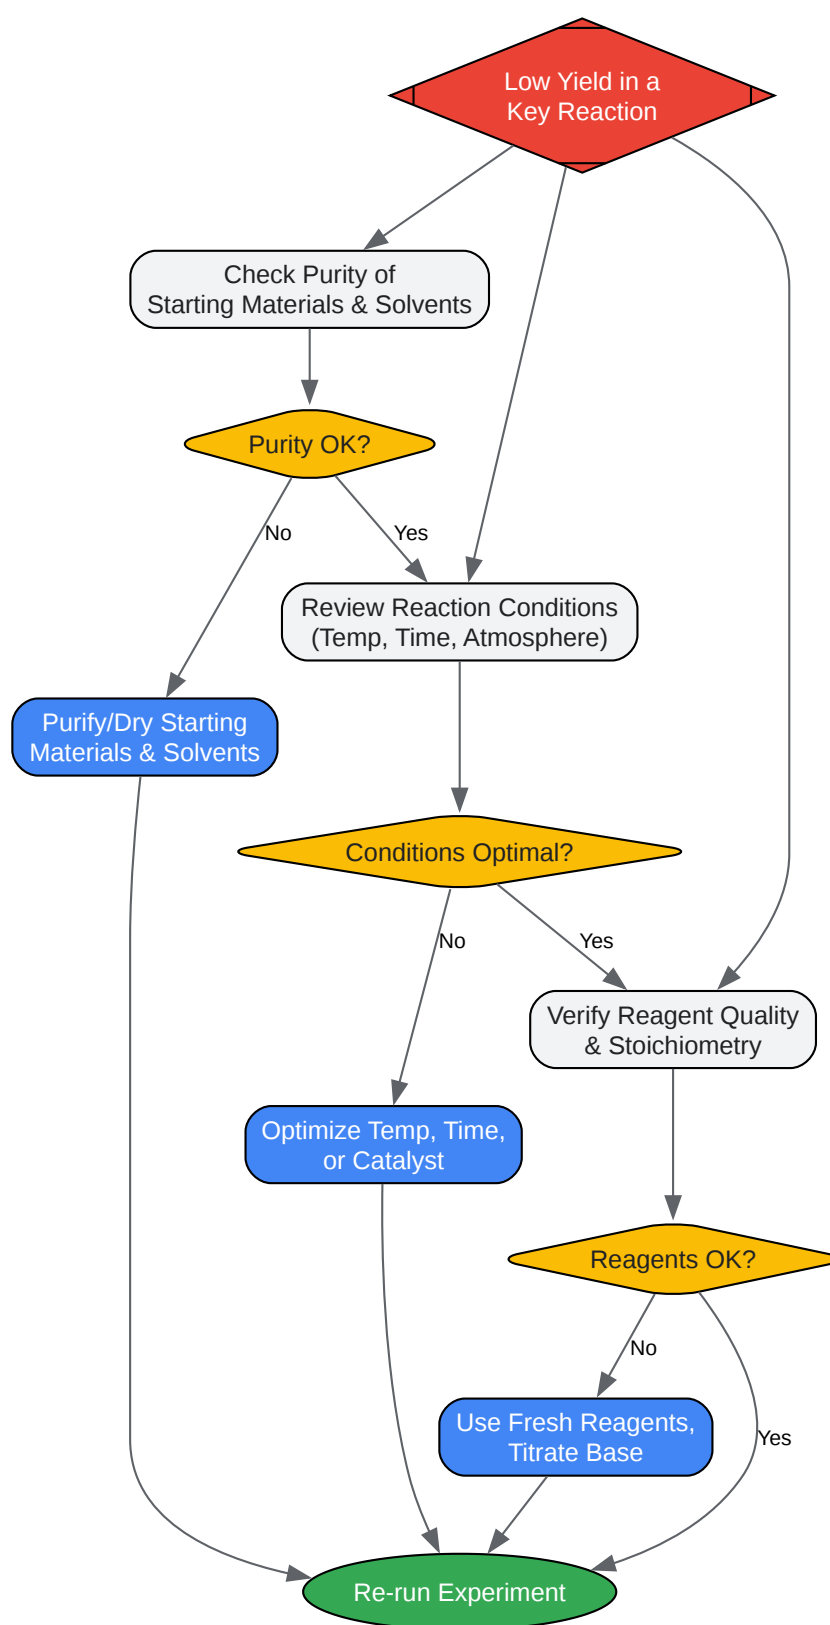 Low Yield in a
Key Reaction
Check Purity of
Starting Materials & Solvents
Purity OK?
No
Yes
Review Reaction Conditions
(Temp, Time, Atmosphere)
Purify/Dry Starting
Materials & Solvents
Conditions Optimal?
No
Yes
Verify Reagent Quality
& Stoichiometry
Optimize Temp, Time,
or Catalyst
Reagents OK?
No
Use Fresh Reagents,
Titrate Base
Yes
Re-run Experiment